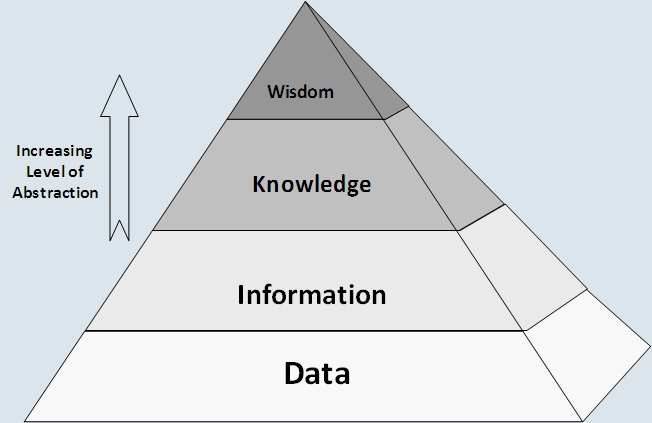 Wisdom
Increasing
Level of
Abstraction
Knowledge
Information
Data